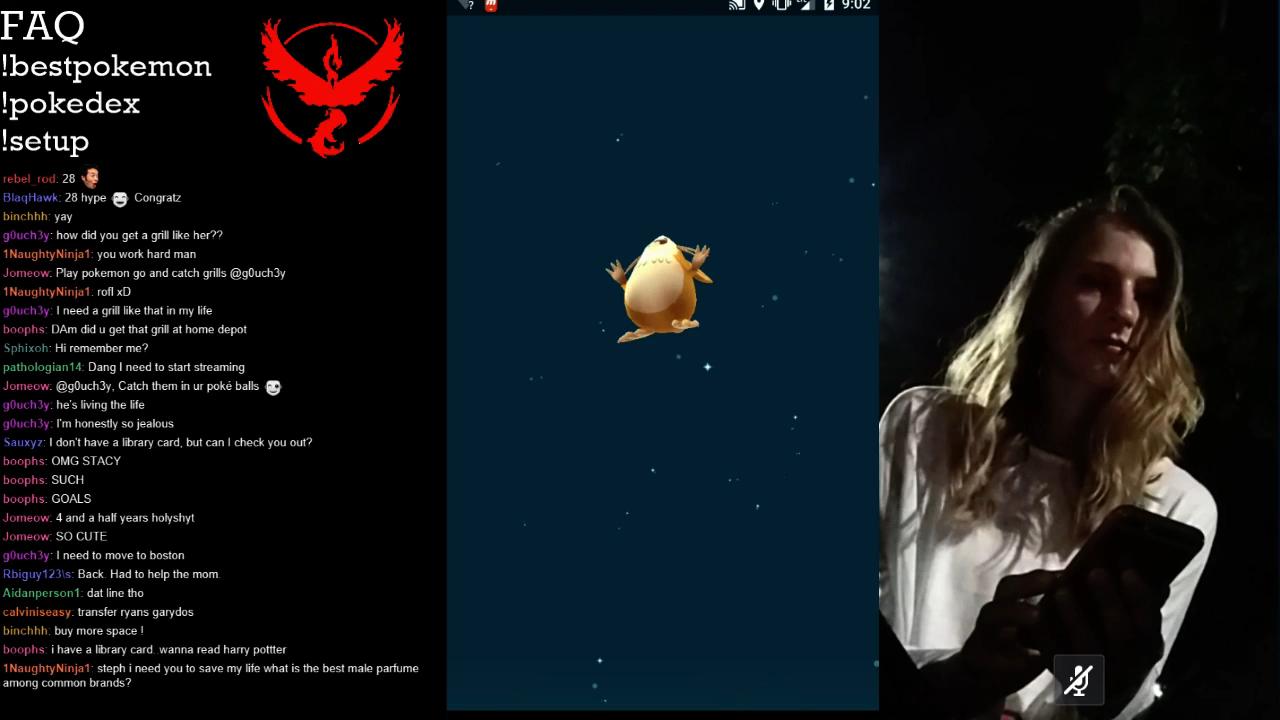 FAQ
!bestpokemon
!pokedex
!setup
rebel_rod: 28
BlaqHawk: 28 hype Congratz
binchhh: yay
g0uch3y: how did you get a grill like her??
1NaughtyNinja1: you work hard man
Jomeow: Play pokemon go and catch grills @g0uch3y
1NaughtyNinja1: rofl xD
g0uch3y: I need a grill like that in my life
boophs: DAm did u get that grill at home depot
Sphixoh: Hi remember me?
pathologian14: Dang I need to start streaming
Jomeow: @g0uch3y, Catch them in ur poké balls
g0uch3y: he's living the life
g0uch3y: I'm honestly so jealous
Sauxyz: I don't have a library card, but can I check you out?
boophs: OMG STACY
boophs: SUCH
boophs: GOALS
Jomeow: 4 and a half years holyshyt
Jomeow: SO CUTE
g0uch3y: I need to move to boston
Rbiguy123\s: Back. Had to help the mom.
Aidanperson1: dat line tho
calviniseasy: transfer ryans garydos
binchhh: buy more space !
boophs: i have a library card..wanna read harry pottter
1NaughtyNinja1: steph i need you to save my life what is the best male parfume
among common brands?
9:02